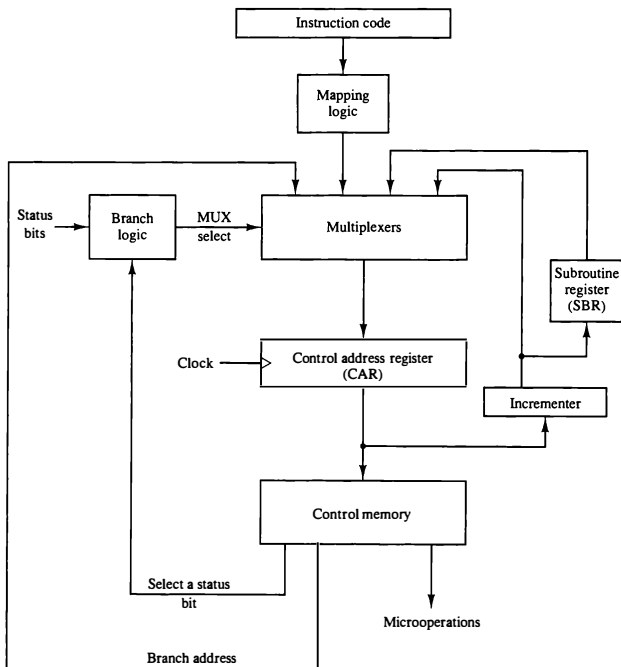 Instruction code
Mapping
logic
Status
bits
Branch
logic
MUX
select
Multiplexers
Subroutine
register
(SBR)
Clock
Control address register
(CAR)
Incrementer
Control memory
Select a status
bit
Microoperations
Branch address